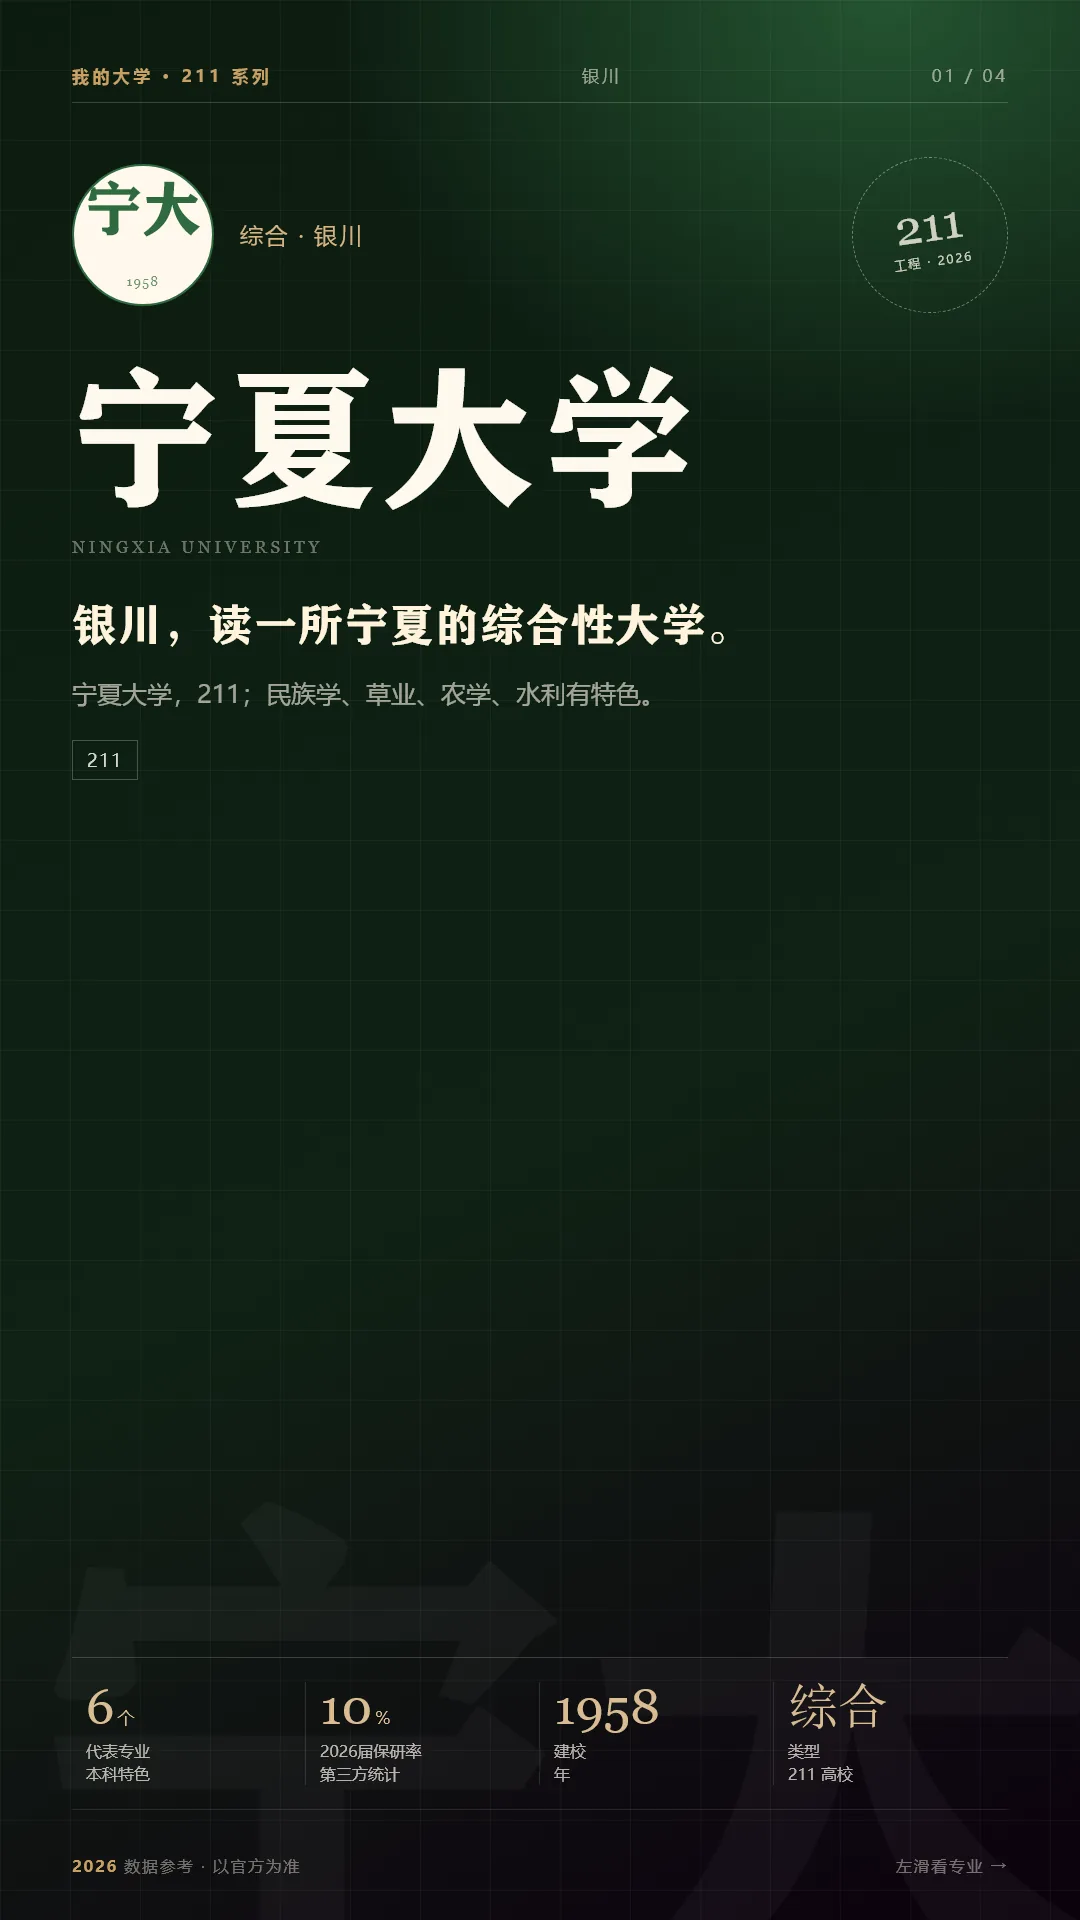 我的大学·211 系列
银川
01 / 04
宁大
1958
综合·银川
211
工程·2026
宁夏大学
NINGXIA UNIVERSITY
银川，读一所宁夏的综合性大学。
宁夏大学，211；民族学、草业、农学、水利有特色。
211
宁大
6个
代表专业
本科特色
10%
2026届保研率
第三方统计
1958
建校
年
综合
类型
211 高校
2026 数据参考·以官方为准
左滑看专业 →